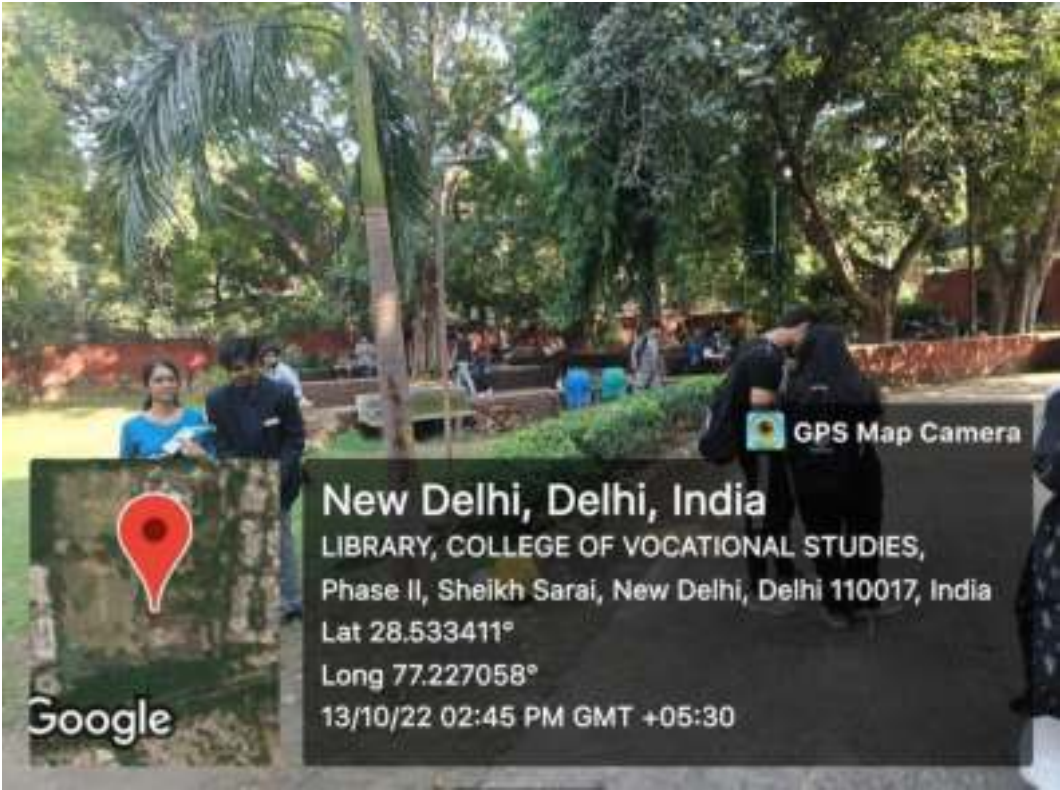 GPS Map Camera
New Delhi, Delhi, India
LIBRARY, COLLEGE OF VOCATIONAL STUDIES,
Phase II, Sheikh Sarai, New Delhi, Delhi 110017, India
Lat 28.533411°
Long 77.227058°
13/10/22 02:45 PM GMT +05:30
Google